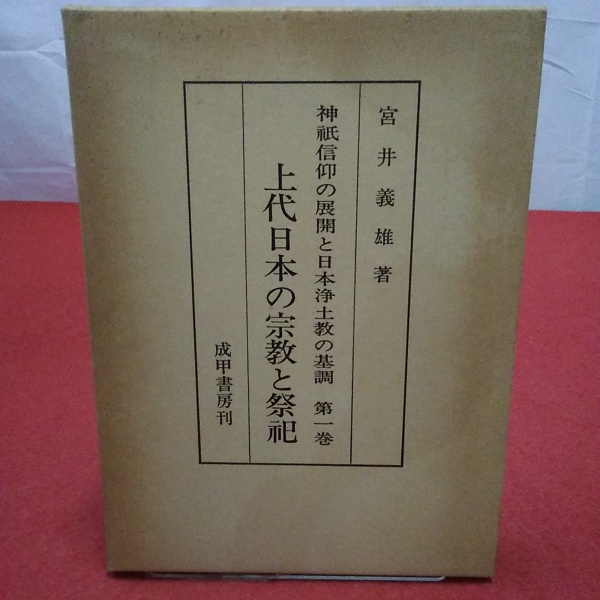 宮井義雄著
神祇信仰の展開と日本浄土教の基調 第一巻
上代日本の宗教と祭祀
成甲書房刊